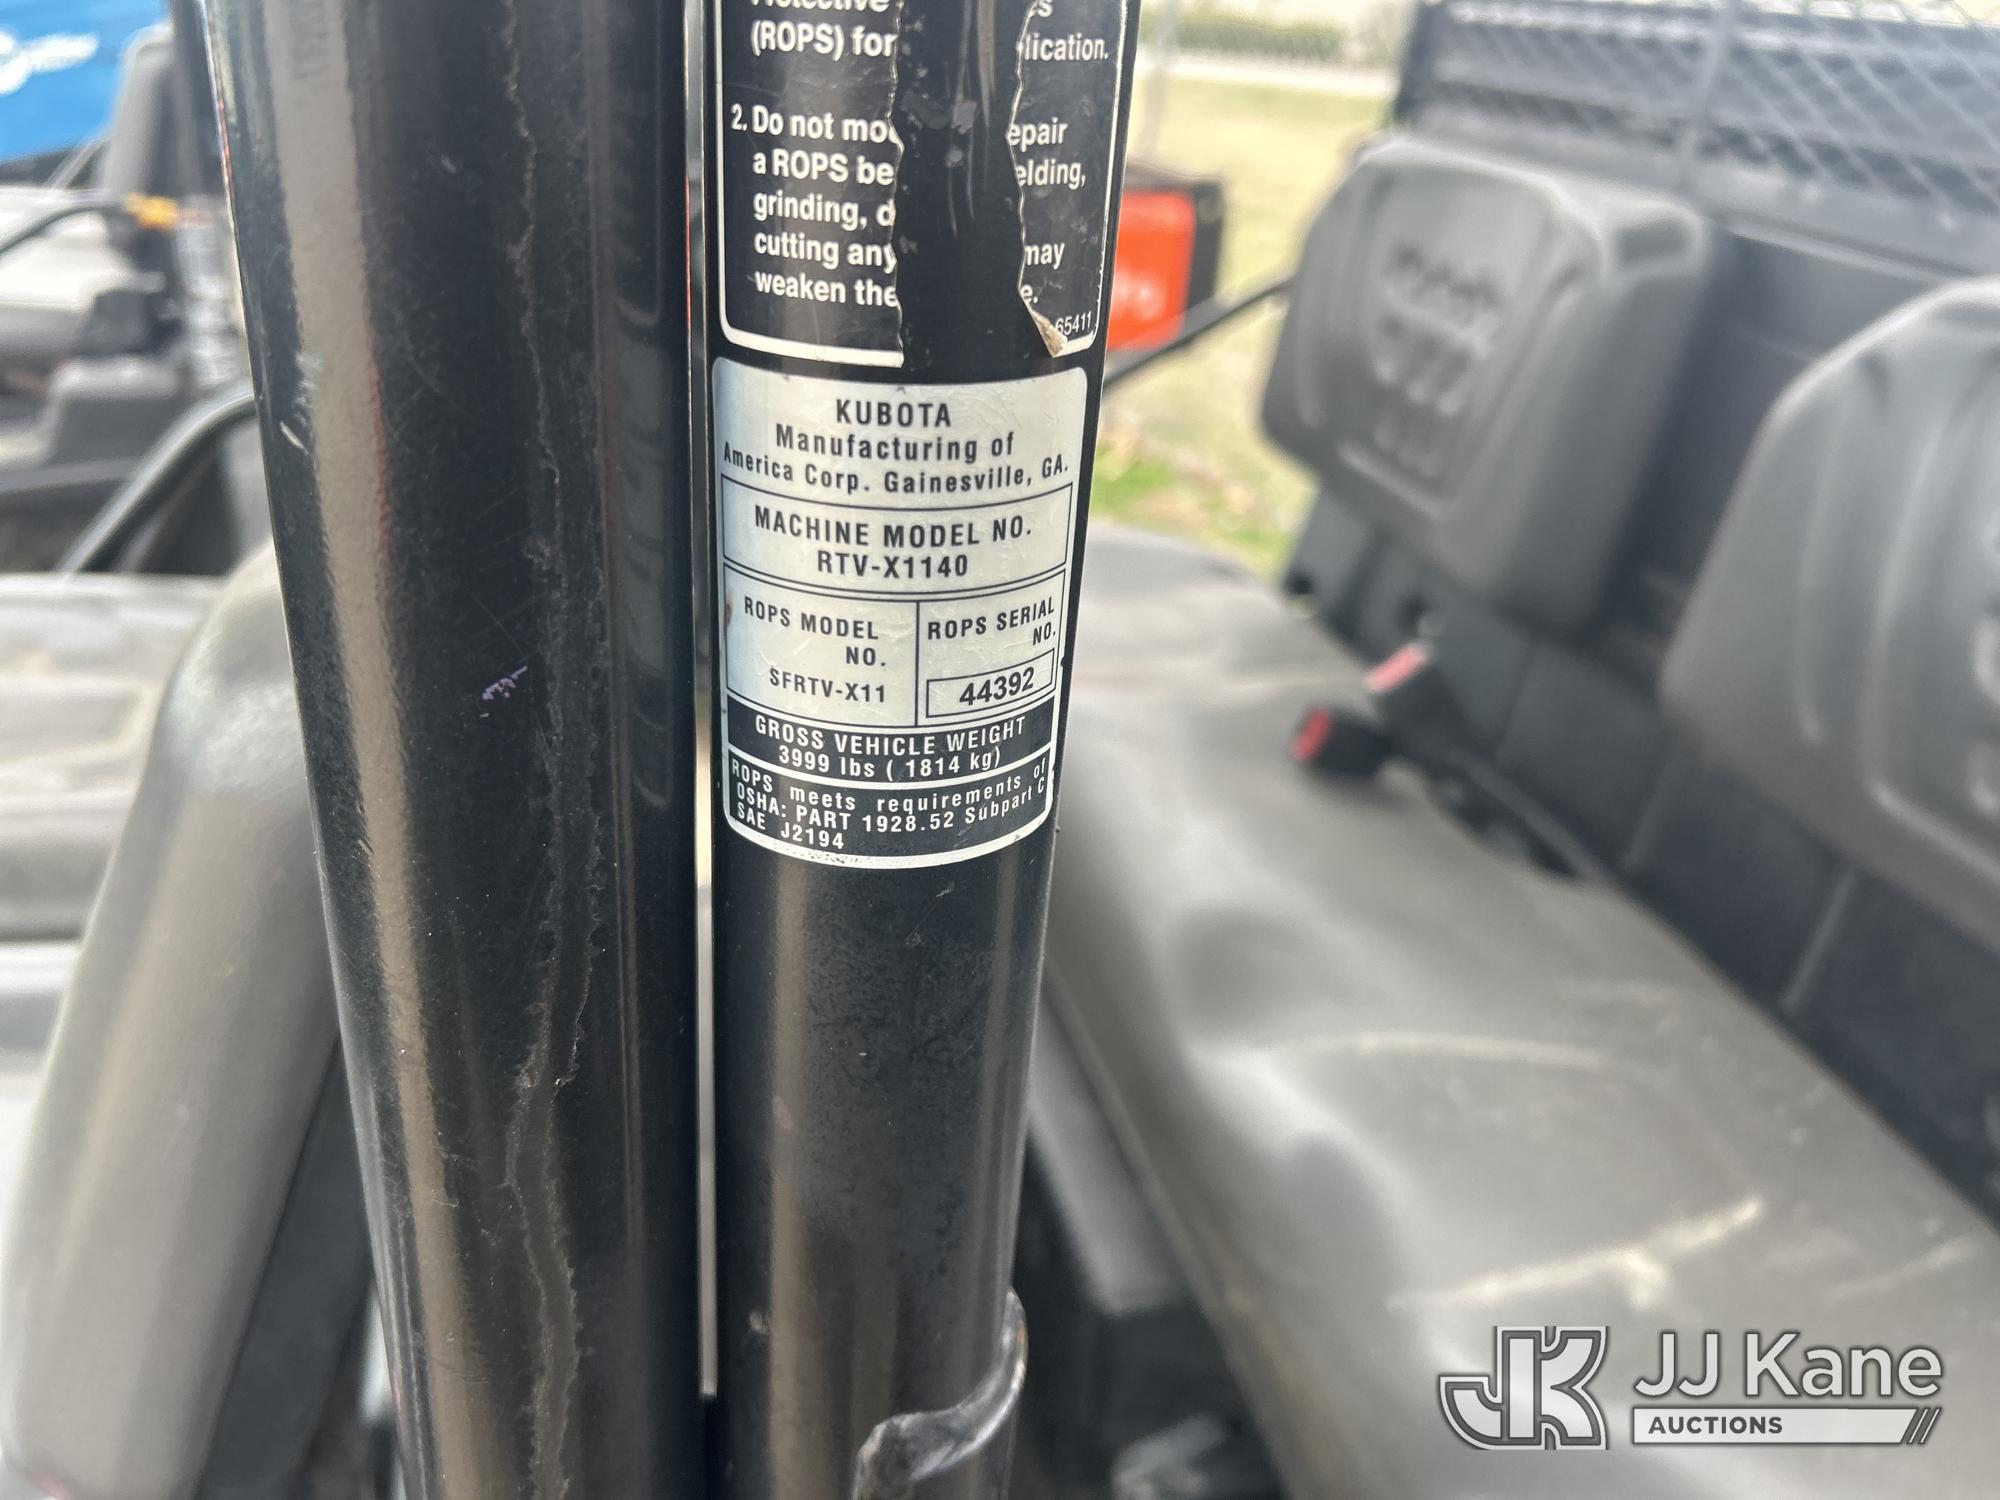 (ROPS) for lication.
2. Do not mo epair
a ROPS be elding,
grinding, d
cutting any may
weaken the e.
65411
KUBOTA
Manufacturing of
America Corp. Gainesville, GA.
MACHINE MODEL NO.
RTV-X1140
ROPS MODEL
NO.
SFRTV-X11
ROPS SERIAL
NO.
44392
GROSS VEHICLE WEIGHT
3999 lbs ( 1814 kg)
ROPS meets requirements of
OSHA: PART 1928.52 Subpart C
SAE J2194
JK JJ Kane
AUCTIONS